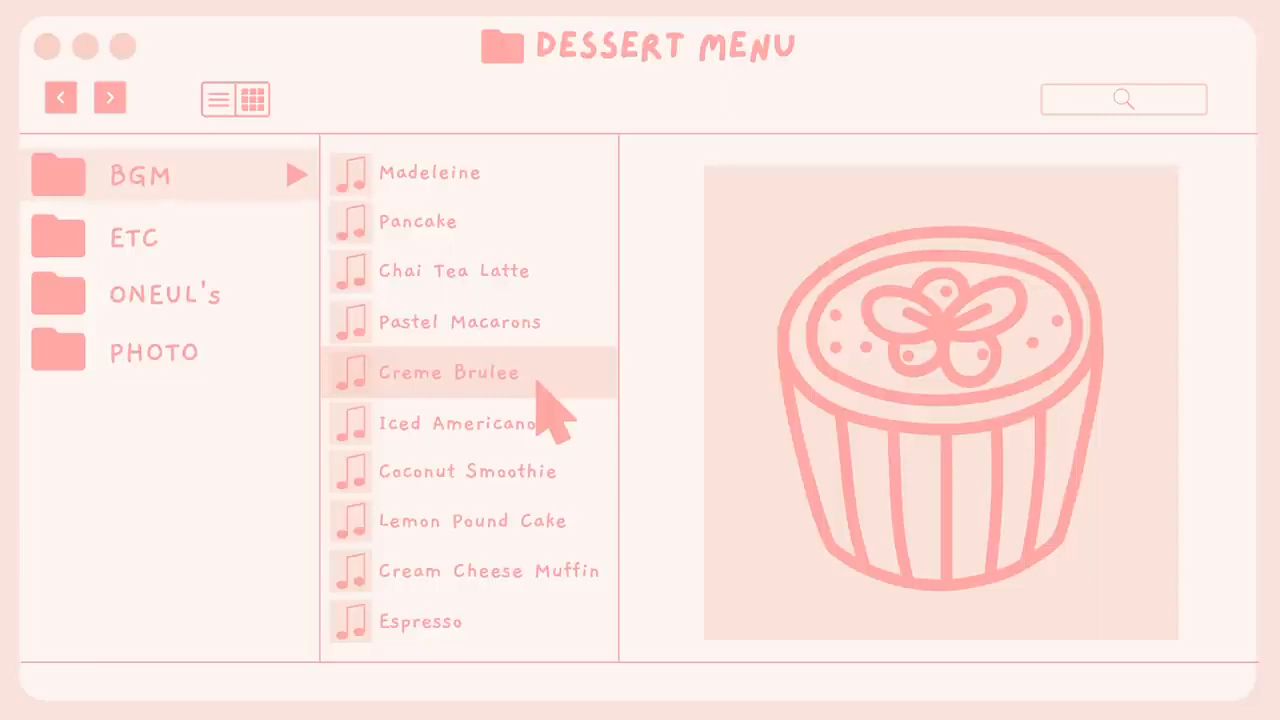 DESSERT MENU
BGM
ETC
ONEUL's
PHOTO
Madeleine
Pancake
Chai Tea Latte
Pastel Macarons
Creme Brulee
Iced Americano
Coconut Smoothie
Lemon Pound Cake
Cream Cheese Muffin
Espresso